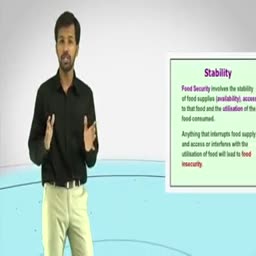 Stability
Food Security involves the stability
of food supplies (availability), access
to that food and the utilisation of the
food consumed.
Anything that interrupts food supply
and access or interferes with the
utilisation of food will lead to food
insecurity.